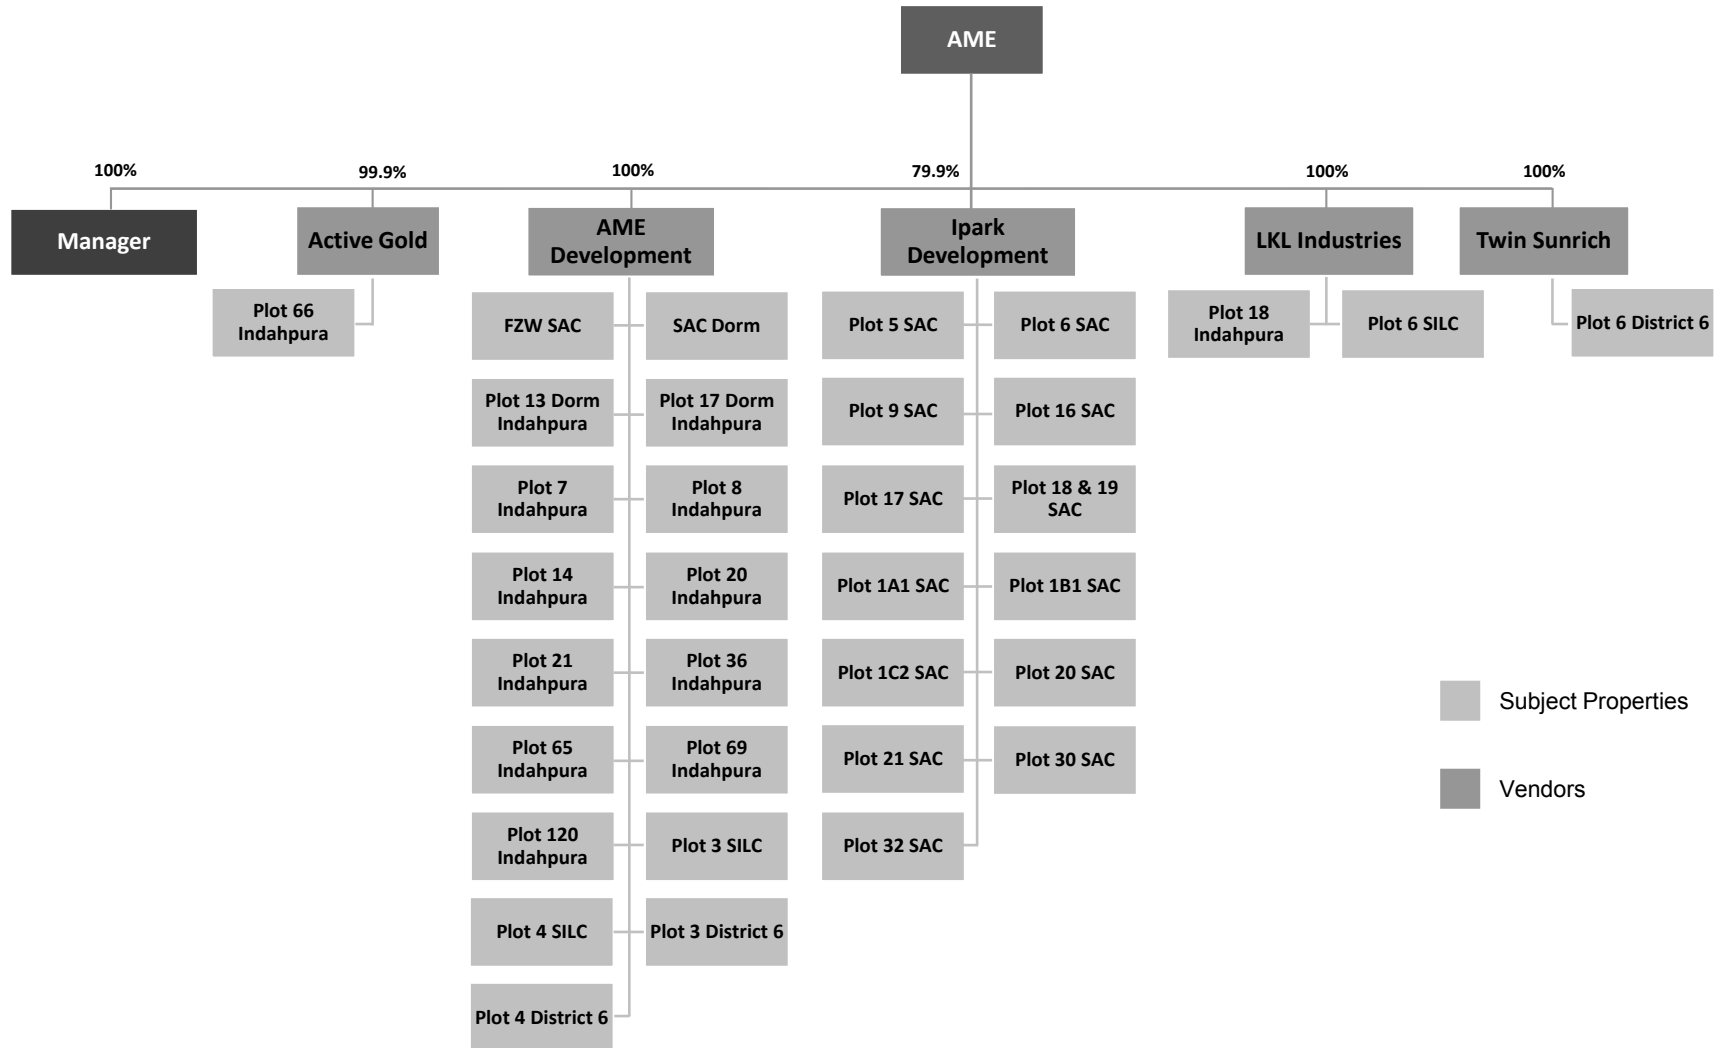 AME
100%
99.9%
100%
79.9%
100%
100%
Manager
Active Gold
AME
Development
Ipark
Development
LKL Industries
Twin Sunrich
Plot 66
Indahpura
FZW SAC
SAC Dorm
Plot 5 SAC
Plot 6 SAC
Plot 18
Indahpura
Plot 6 SILC
Plot 6 District 6
Plot 13 Dorm
Indahpura
Plot 17 Dorm
Indahpura
Plot 9 SAC
Plot 16 SAC
Plot 7
Indahpura
Plot 8
Indahpura
Plot 17 SAC
Plot 18 & 19
SAC
Plot 14
Indahpura
Plot 20
Indahpura
Plot 1A1 SAC
Plot 1B1 SAC
Plot 21
Indahpura
Plot 36
Indahpura
Plot 1C2 SAC
Plot 20 SAC
Plot 65
Indahpura
Plot 69
Indahpura
Plot 21 SAC
Plot 30 SAC
Plot 120
Indahpura
Plot 3 SILC
Plot 32 SAC
Plot 4 SILC
Plot 3 District 6
Plot 4 District 6
Subject Properties
Vendors